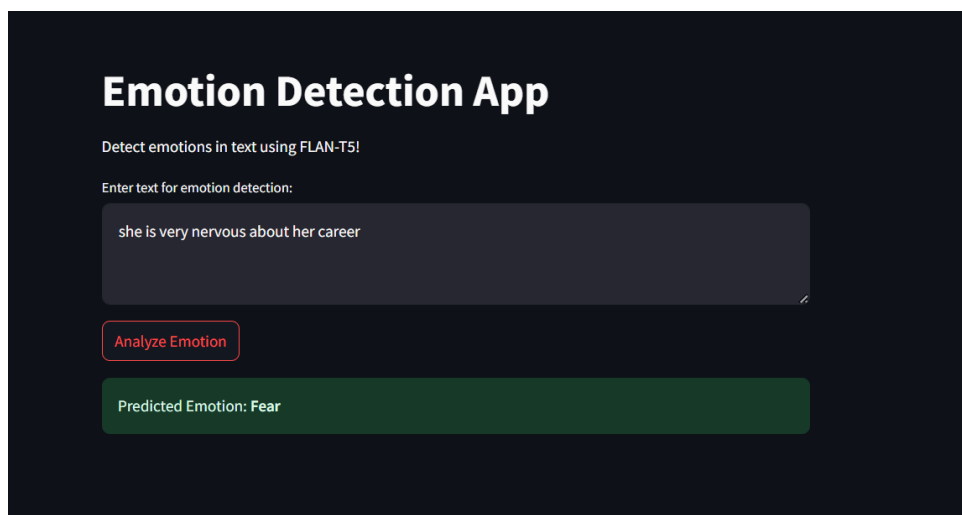 Emotion Detection App
Detect emotions in text using FLAN-T5!
Enter text for emotion detection:
she is very nervous about her career
Analyze Emotion
Predicted Emotion: Fear